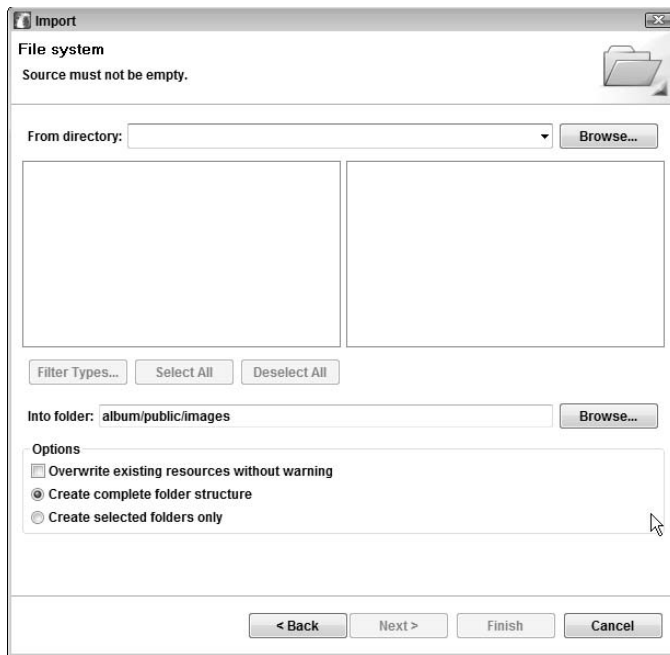 Import
File system
Source must not be empty.
From directory:
Browse...
Filter Types...
Select All
Deselect All
Into folder: album/public/images
Browse...
Options
Overwrite existing resources without warning
Create complete folder structure
Create selected folders only
< Back
Next >
Finish
Cancel